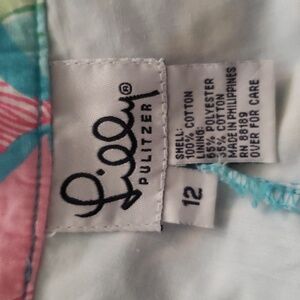 Lilly®
PULITZER
12
SHELL:
100% COTTON
LINING:
65% POLYESTER
35% COTTON
MADE IN PHILIPPINES
RN 88189
OVER FOR CARE